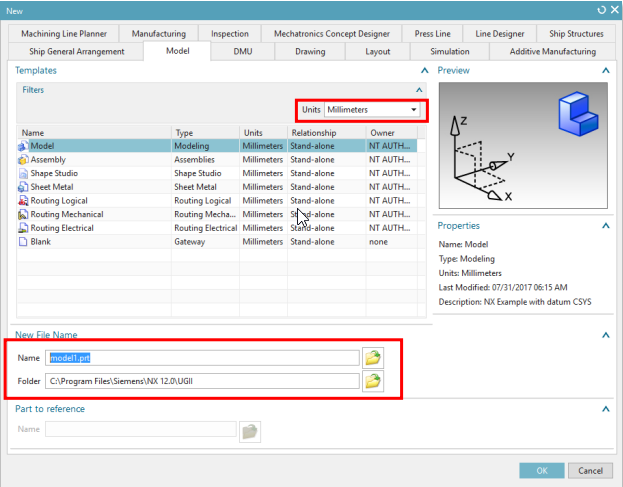 New
Machining Line Planner Manufacturing Inspection Mechatronics Concept Designer Press Line Line Designer Ship Structures
Ship General Arrangement Model DMU Drawing Layout Simulation Additive Manufacturing
Templates
Filters
Units Millimeters
Name Type Units Relationship Owner
Model Modeling Millimeters Stand-alone NT AUTH...
Assembly Assemblies Millimeters Stand-alone NT AUTH...
Shape Studio Shape Studio Millimeters Stand-alone NT AUTH...
Sheet Metal Sheet Metal Millimeters Stand-alone NT AUTH...
Routing Logical Routing Logical Millimeters Stand-alone NT AUTH...
Routing Mechanical Routing Mecha... Millimeters Stand-alone NT AUTH...
Routing Electrical Routing Electrical Millimeters Stand-alone NT AUTH...
Blank Gateway Millimeters Stand-alone none
Preview
Z
Y
X
Properties
Name: Model
Type: Modeling
Units: Millimeters
Last Modified: 07/31/2017 06:15 AM
Description: NX Example with datum CSYS
New File Name
Name model1.prt
Folder C:\Program Files\Siemens\NX 12.0\UGII
Part to reference
Name
OK Cancel